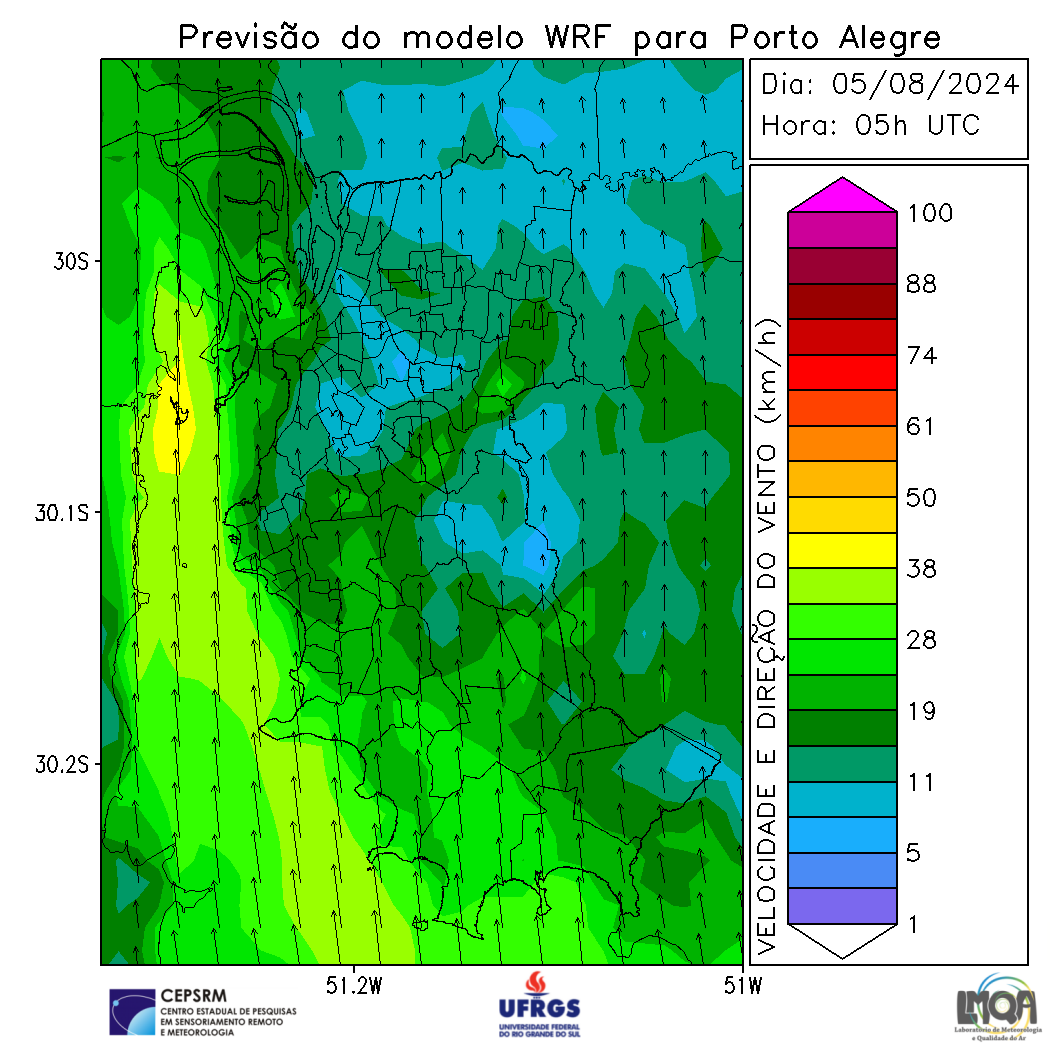 Previsão do modelo WRF para Porto Alegre
Dia: 05/08/2024
Hora: 05h UTC
30S
30.1S
30.2S
51.2W
51W
VELOCIDADE E DIREÇÃO DO VENTO (km/h)
100
88
74
61
50
38
28
19
11
5
1
CEPSRM
CENTRO ESTADUAL DE PESQUISAS
EM SENSORIAMENTO REMOTO
E METEOROLOGIA
UFRGS
UNIVERSIDADE FEDERAL
DO RIO GRANDE DO SUL
LMQA
Laboratório de Meteorologia
e Qualidade do Ar